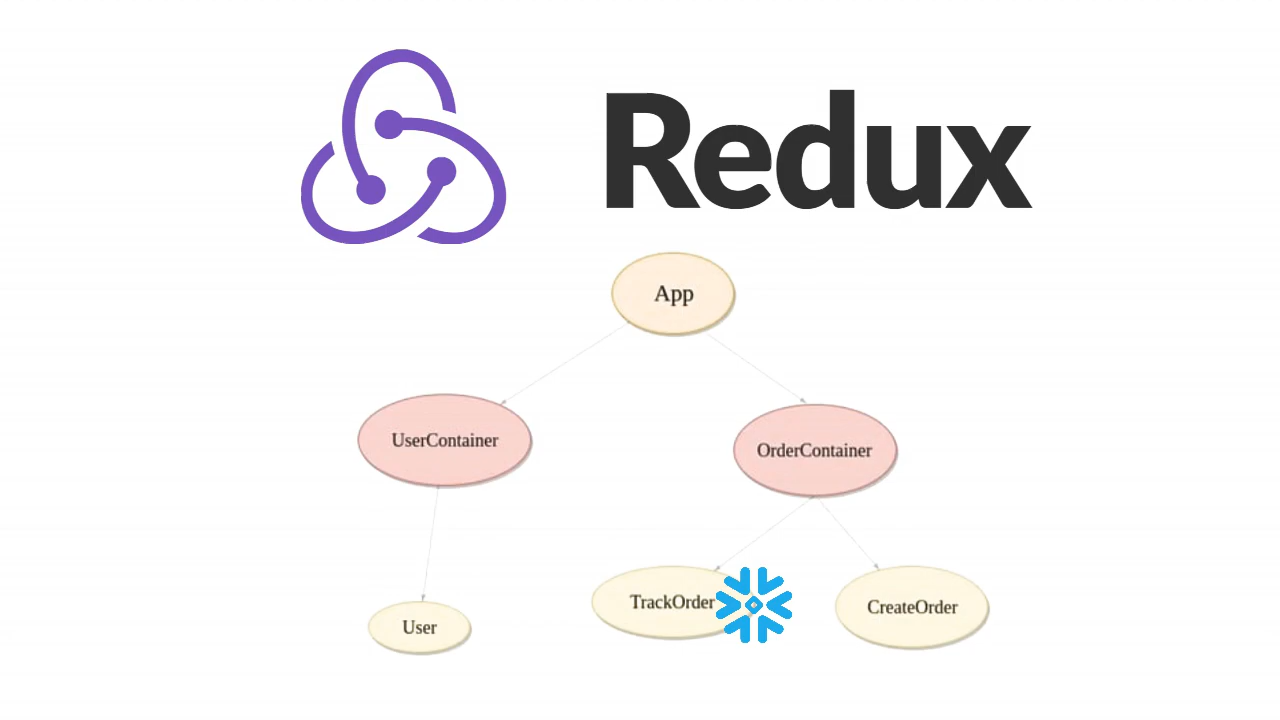 Redux
App
UserContainer
OrderContainer
TrackOrder
CreateOrder
User